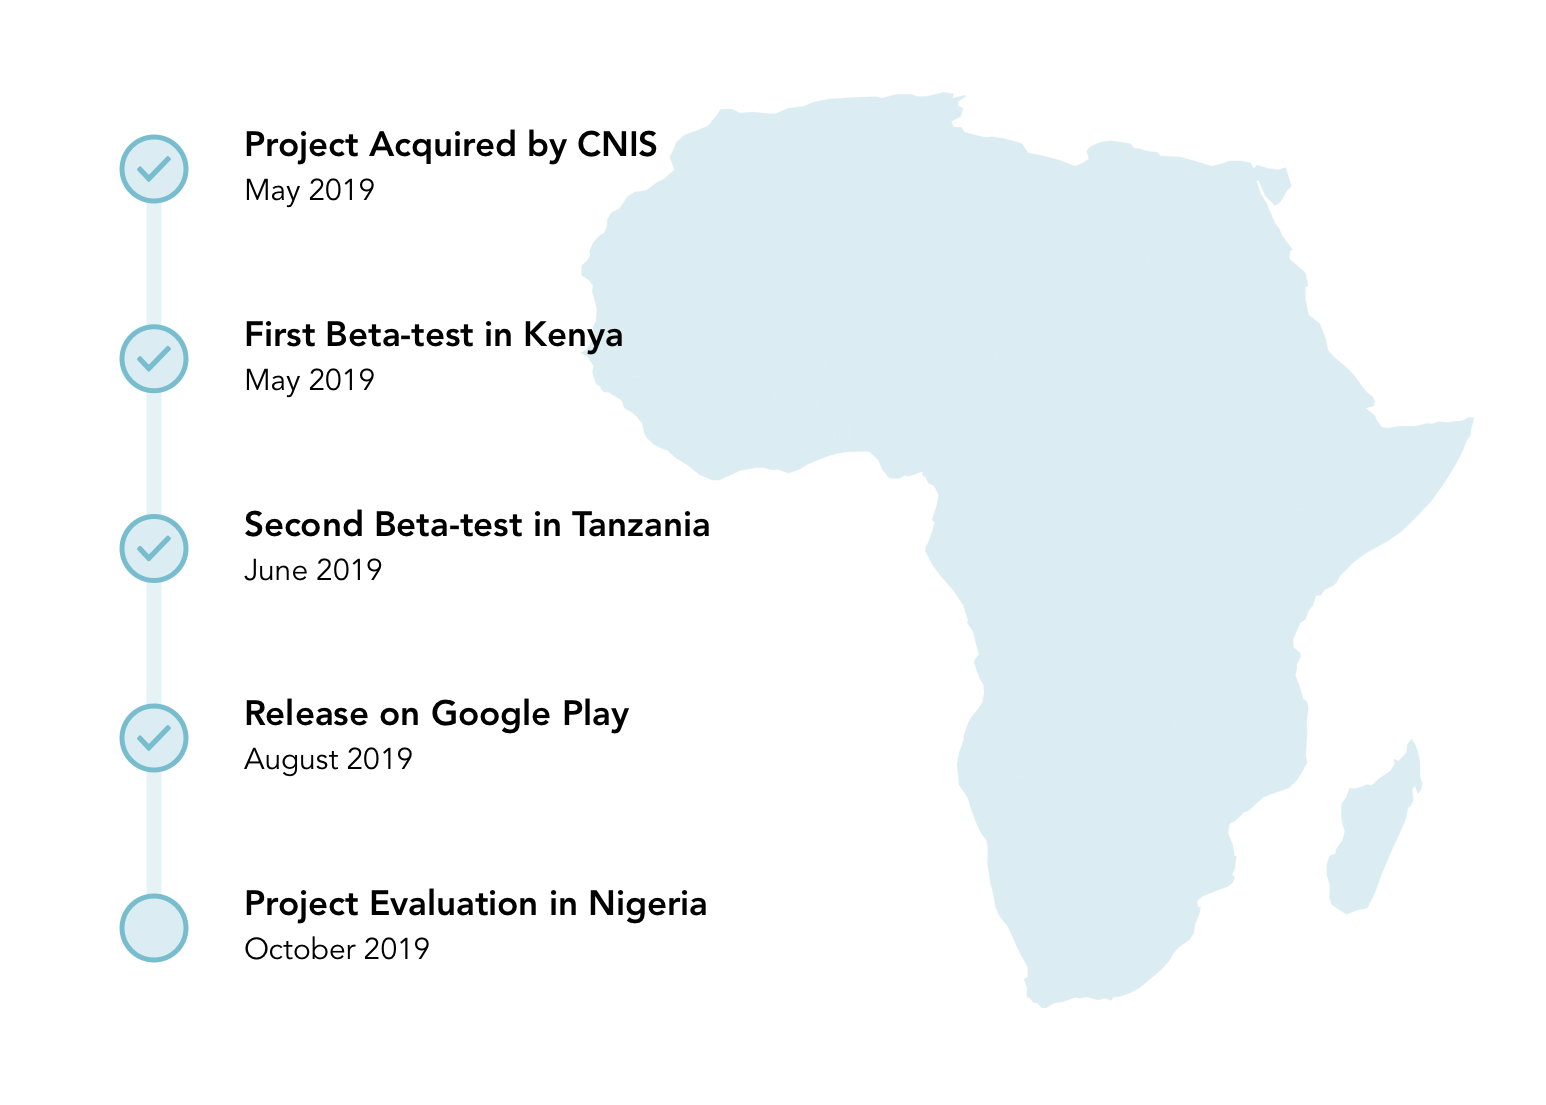 Project Acquired by CNIS
May 2019
First Beta-test in Kenya
May 2019
Second Beta-test in Tanzania
June 2019
Release on Google Play
August 2019
Project Evaluation in Nigeria
October 2019